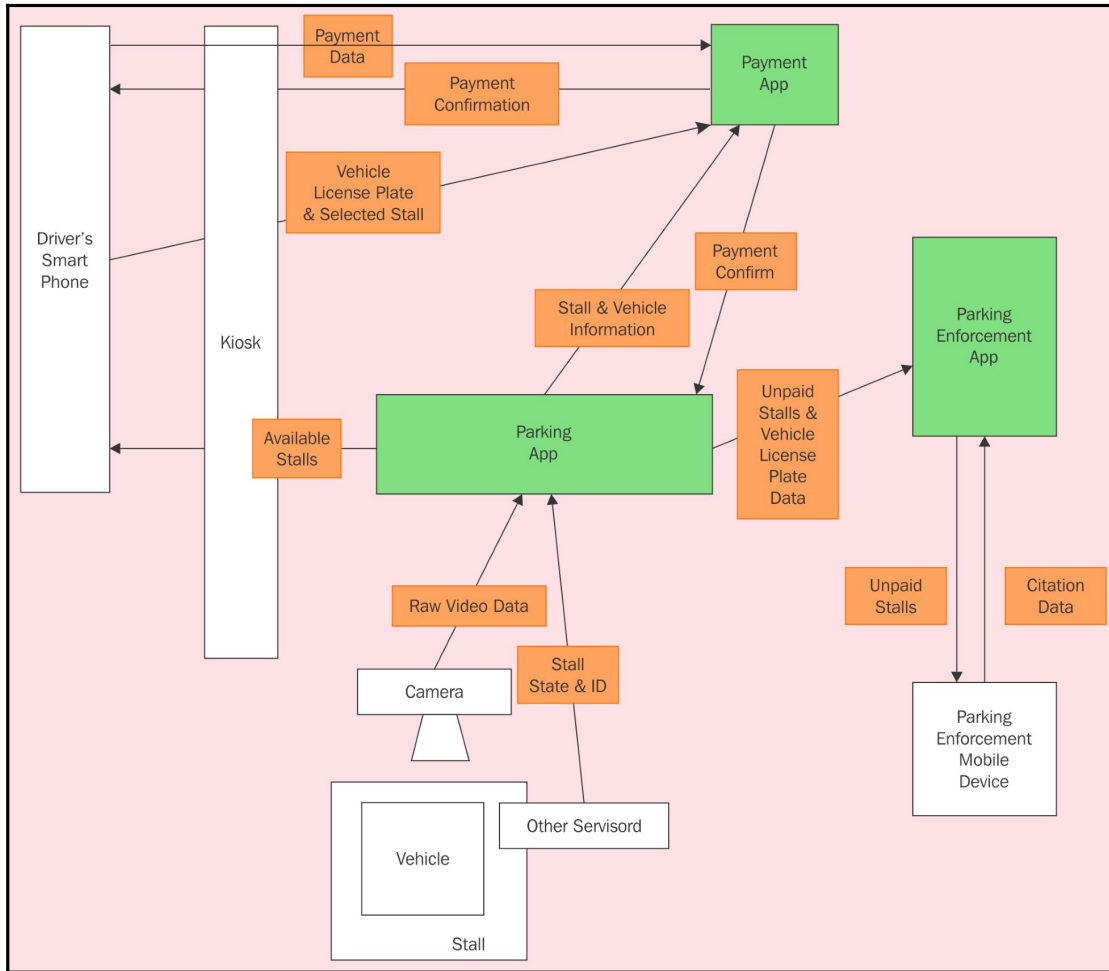 Payment
Data
Payment
App
Payment
Confirmation
Vehicle
License Plate
& Selected Stall
Driver's
Smart
Phone
Payment
Confirm
Stall & Vehicle
Information
Kiosk
Parking
Enforcement
App
Unpaid
Stalls &
Vehicle
License
Plate
Data
Available
Stalls
Parking
App
Raw Video Data
Unpaid
Stalls
Citation
Data
Stall
State & ID
Camera
Parking
Enforcement
Mobile
Device
Other Servisord
Vehicle
Stall